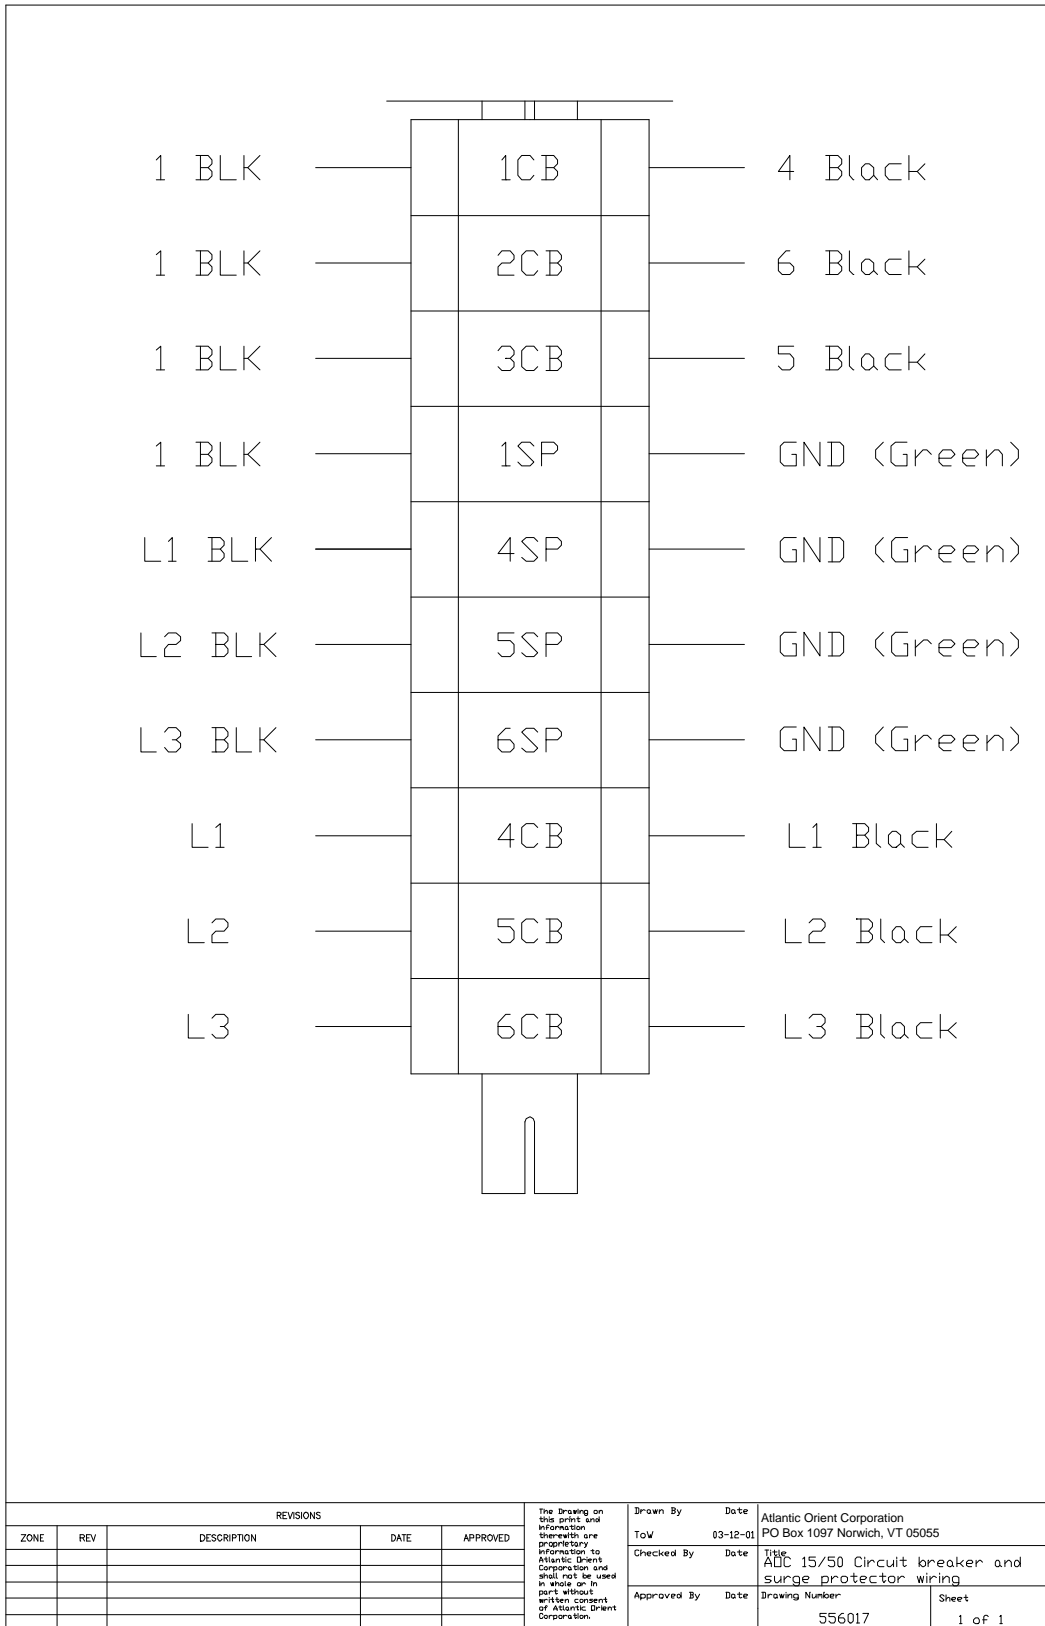 1 BLK 1CB 4 Black
1 BLK 2CB 6 Black
1 BLK 3CB 5 Black
1 BLK 1SP GND (Green)
L1 BLK 4SP GND (Green)
L2 BLK 5SP GND (Green)
L3 BLK 6SP GND (Green)
L1 4CB L1 Black
L2 5CB L2 Black
L3 6CB L3 Black
REVISIONS
ZONE REV DESCRIPTION DATE APPROVED
The Drawing on
this print and
information
therewith are
proprietary
information to
Atlantic Orient
Corporation and
shall not be used
in whole or in
part without
written consent
of Atlantic Orient
Corporation.
Drawn By Date
ToW 03-12-01
Checked By Date
Approved By Date
Atlantic Orient Corporation
PO Box 1097 Norwich, VT 05055
Title
AOC 15/50 Circuit breaker and
surge protector wiring
Drawing Number
556017
Sheet
1 of 1